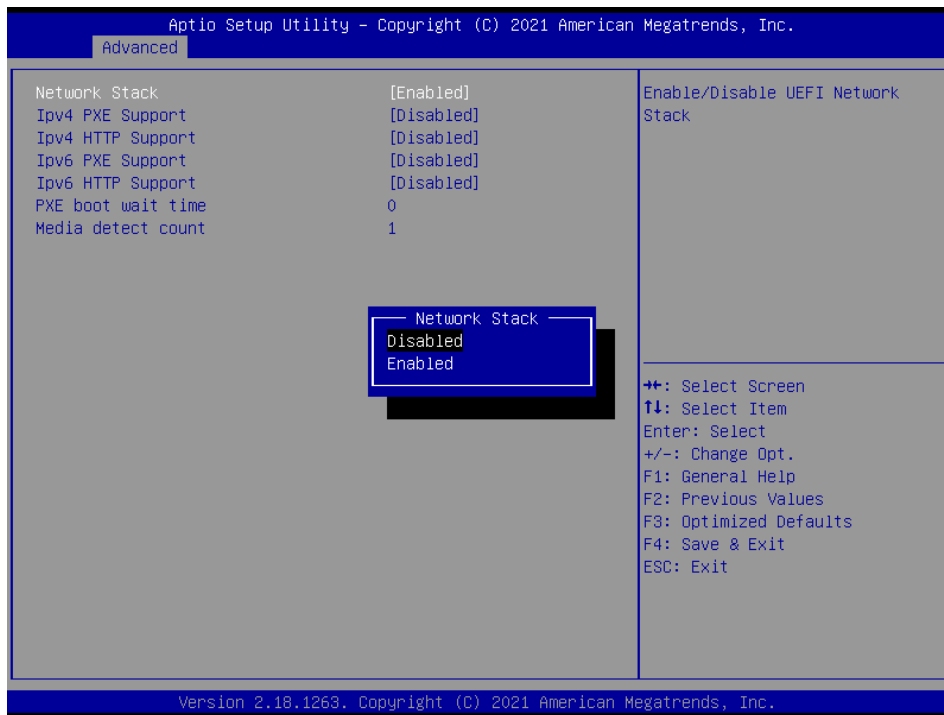 Aptio Setup Utility – Copyright (C) 2021 American Megatrends, Inc.
Advanced
Network Stack [Enabled]
Ipv4 PXE Support [Disabled]
Ipv4 HTTP Support [Disabled]
Ipv6 PXE Support [Disabled]
Ipv6 HTTP Support [Disabled]
PXE boot wait time 0
Media detect count 1
Network Stack
Disabled
Enabled
Enable/Disable UEFI Network
Stack
→←: Select Screen
↑↓: Select Item
Enter: Select
+/-: Change Opt.
F1: General Help
F2: Previous Values
F3: Optimized Defaults
F4: Save & Exit
ESC: Exit
Version 2.18.1263. Copyright (C) 2021 American Megatrends, Inc.